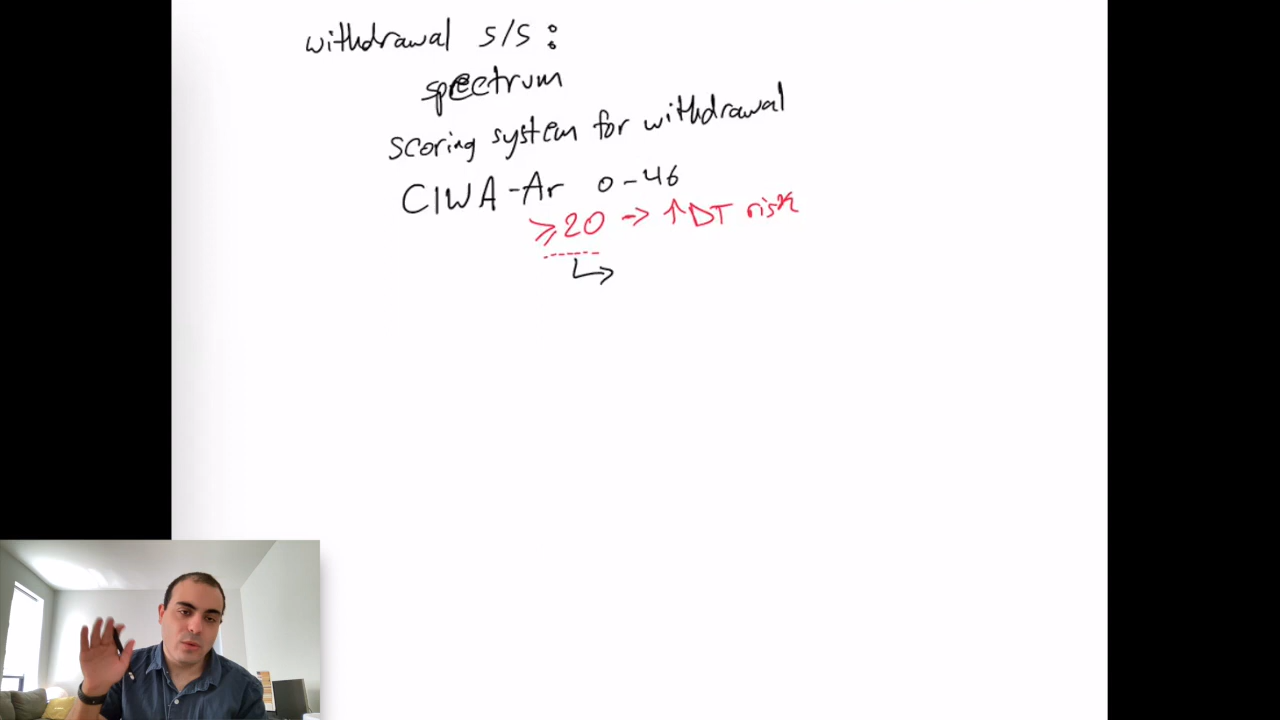 withdrawal s/s:
spectrum
scoring system for withdrawal
CIWA-Ar 0-46
≥20 -> ↑DT risk
↳